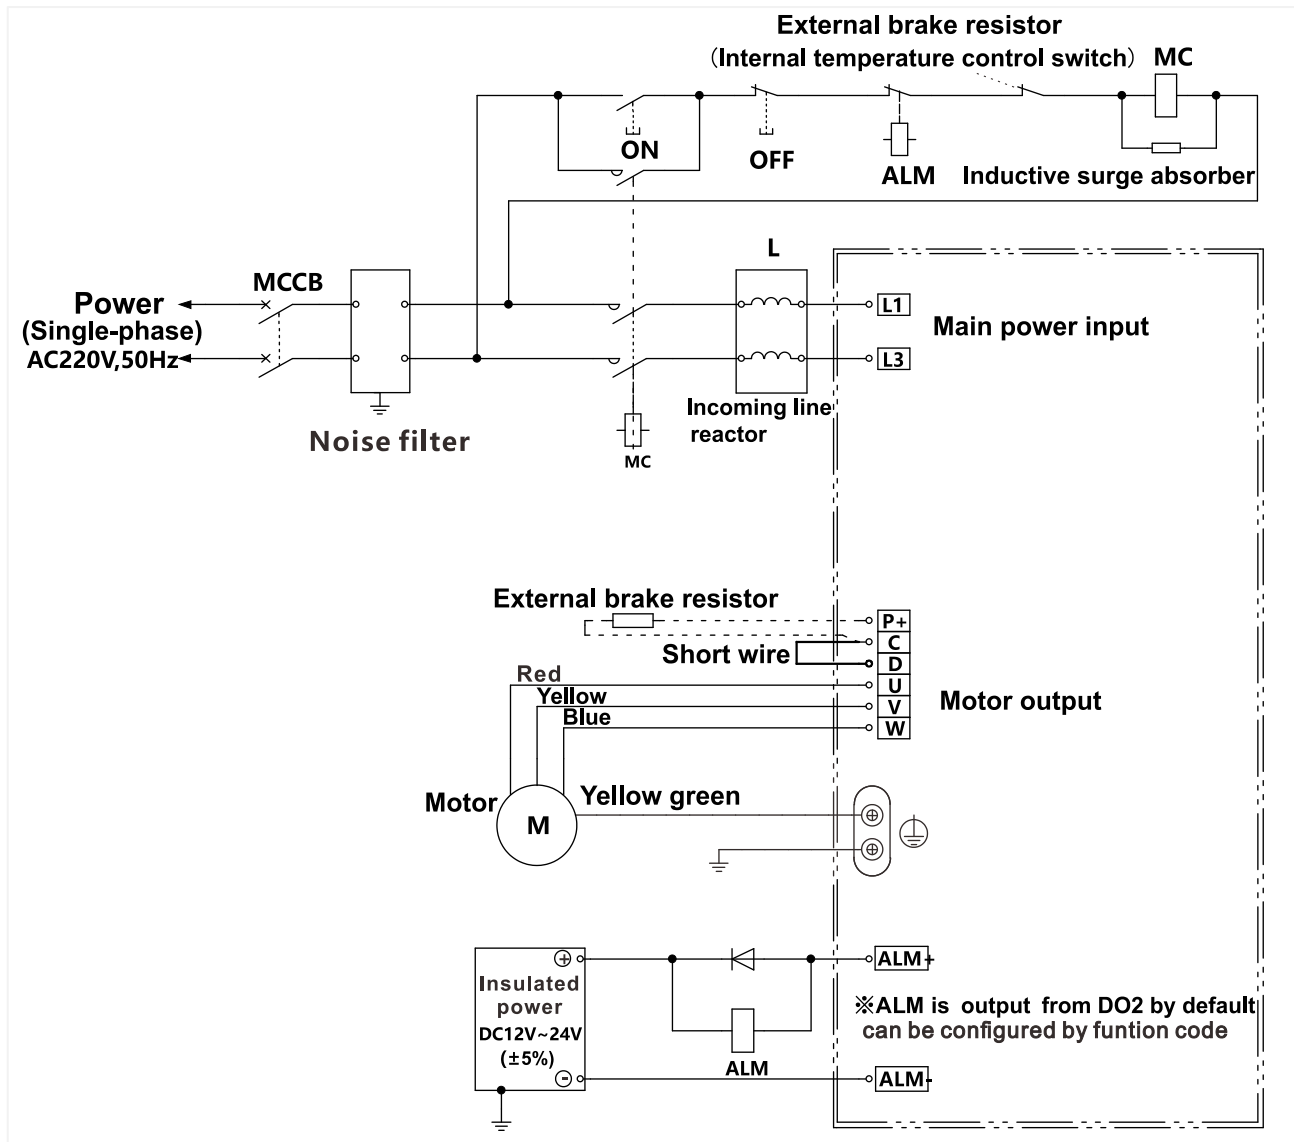 External brake resistor
（Internal temperature control switch）
MC
ON
OFF
ALM
Inductive surge absorber
L
MCCB
Power
(Single-phase)
AC220V,50Hz
L1
Main power input
L3
Incoming line
reactor
Noise filter
MC
External brake resistor
P+
C
Short wire
D
Red
U
Yellow
V
Blue
W
Motor output
Motor
M
Yellow green
+
Insulated
power
DC12V~24V
(±5%)
-
ALM
ALM+
※ALM is output from DO2 by default
can be configured by funtion code
ALM-